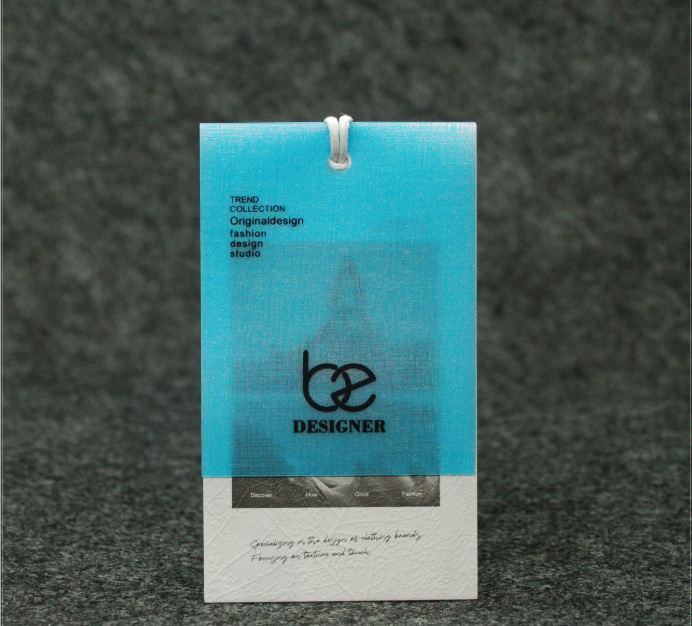 TREND
COLLECTION
Originaldesign
fashion
design
studio
be
DESIGNER
Discover How Great Fashion
Specializing in the design of clothing brands
Focusing on texture and touch